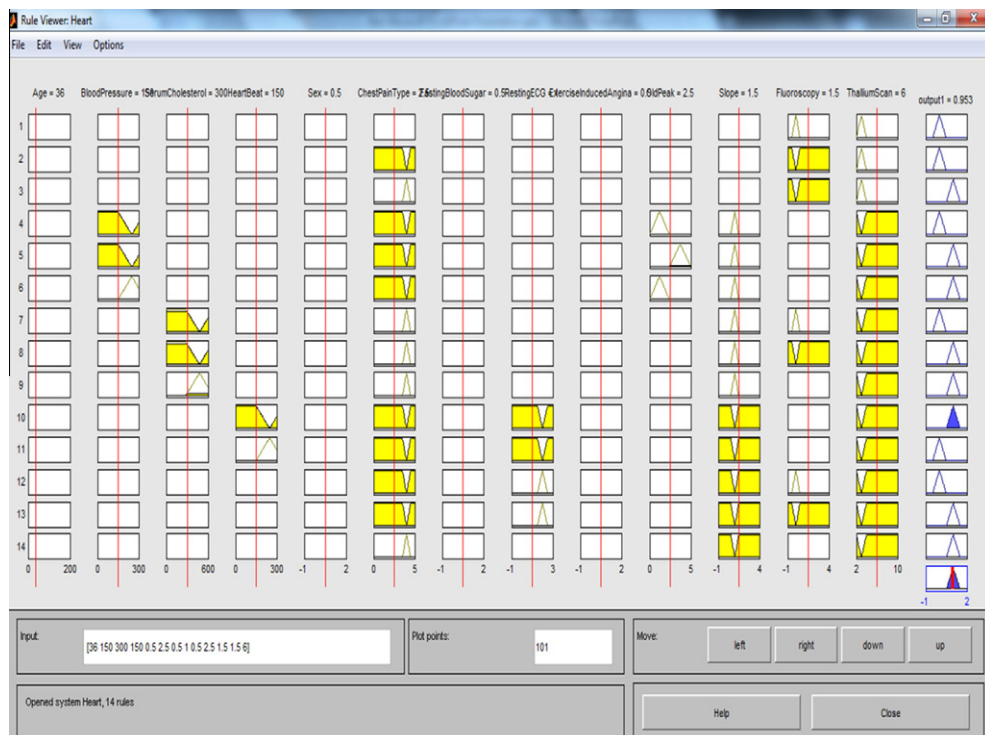 Rule Viewer: Heart
File Edit View Options
Age = 36 BloodPressure = 150 SerumCholesterol = 300 HeartBeat = 150 Sex = 0.5 ChestPainType = 2.5 FastingBloodSugar = 0.5 RestingECG = 1 ExerciseInducedAngina = 0.5 OldPeak = 2.5 Slope = 1.5 Fluoroscopy = 1.5 ThalliumScan = 6 output1 = 0.953
1
2
3
4
5
6
7
8
9
10
11
12
13
14
0 200 0 300 0 600 0 300 -1 2 0 5 -1 2 -1 3 -1 2 0 5 -1 4 -1 4 2 10
-1 2
Input: [36 150 300 150 0.5 2.5 0.5 1 0.5 2.5 1.5 1.5 6] Plot points: 101 Move: left right down up
Opened system Heart, 14 rules Help Close